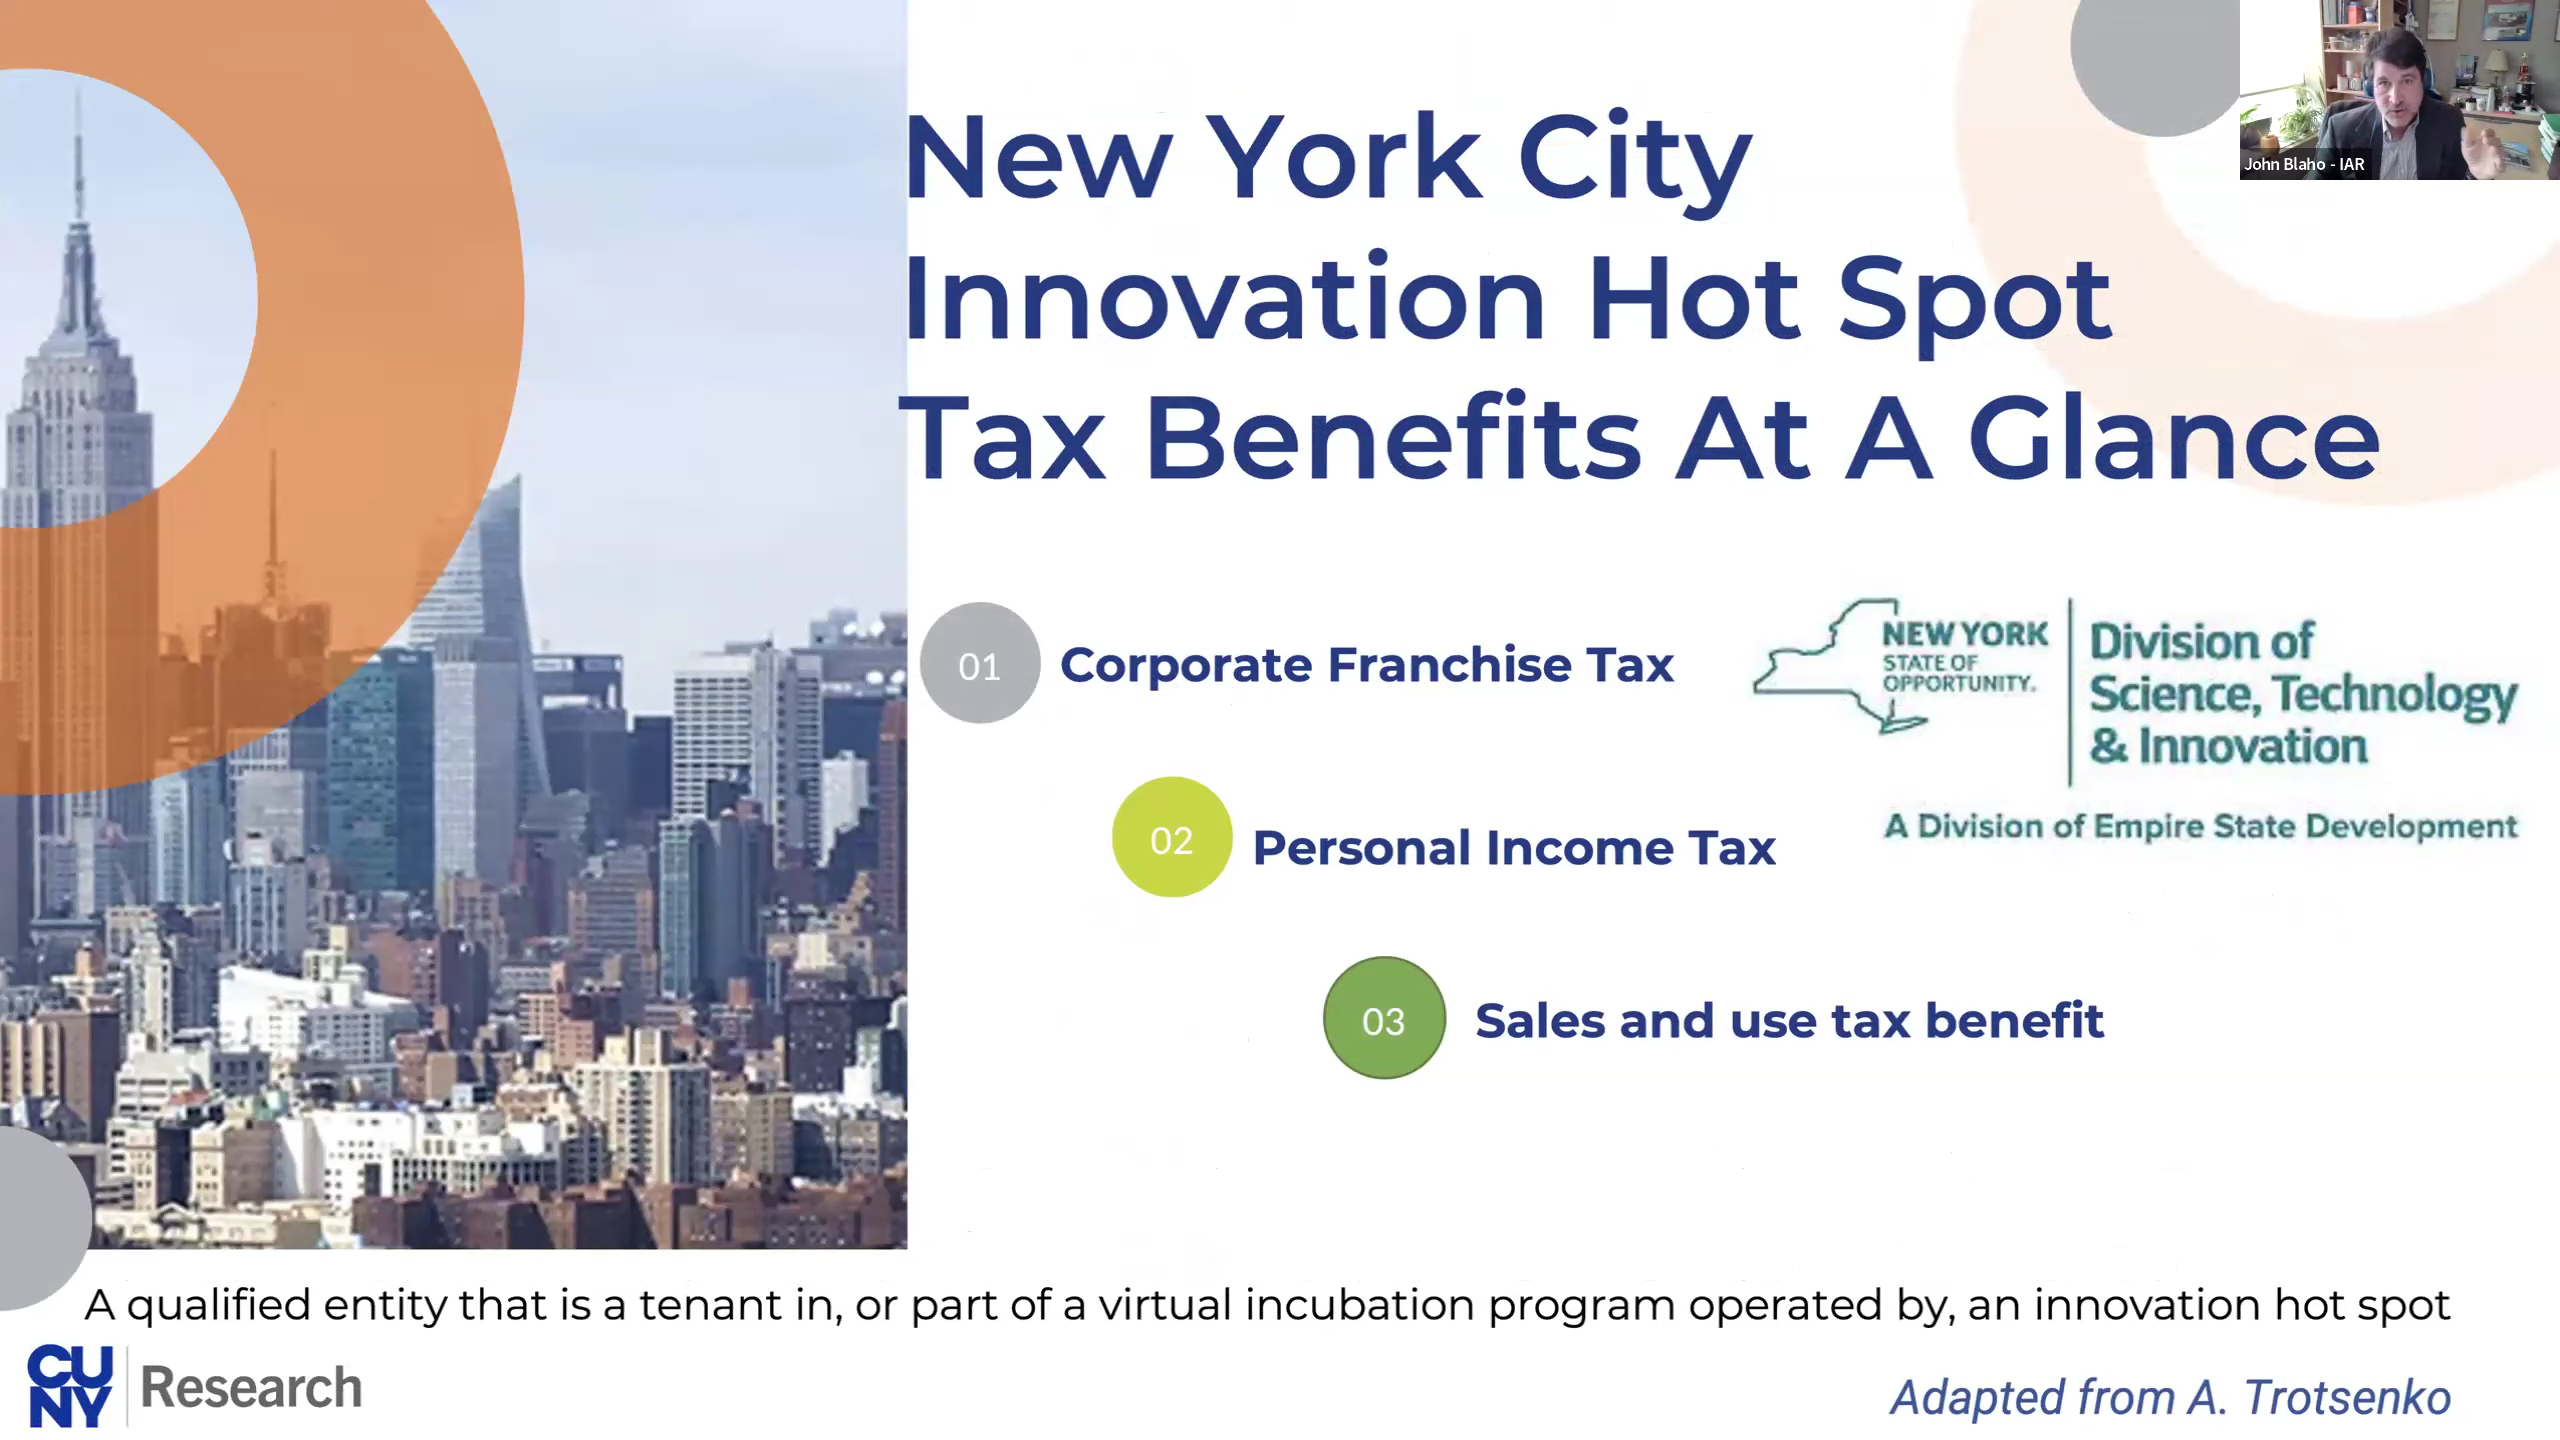 New York City
Innovation Hot Spot
Tax Benefits At A Glance
John Blaho - IAR
01 Corporate Franchise Tax
02 Personal Income Tax
03 Sales and use tax benefit
NEW YORK
STATE OF
OPPORTUNITY.
Division of
Science, Technology
& Innovation
A Division of Empire State Development
A qualified entity that is a tenant in, or part of a virtual incubation program operated by, an innovation hot spot
CU
NY
Research
Adapted from A. Trotsenko